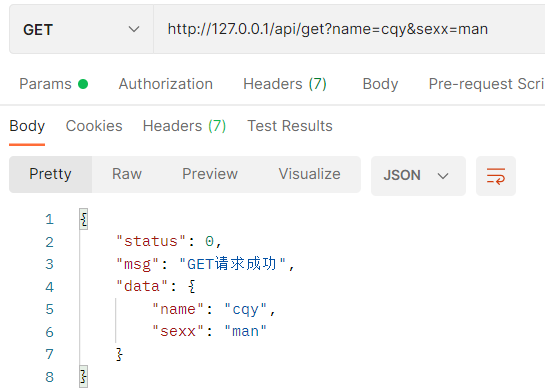 GET http://127.0.0.1/api/get?name=cqy&sexx=man
Params Authorization Headers (7) Body Pre-request Scri
Body Cookies Headers (7) Test Results
Pretty Raw Preview Visualize JSON
1 {
2 "status": 0,
3 "msg": "GET请求成功",
4 "data": {
5 "name": "cqy",
6 "sexx": "man"
7 }
8 }